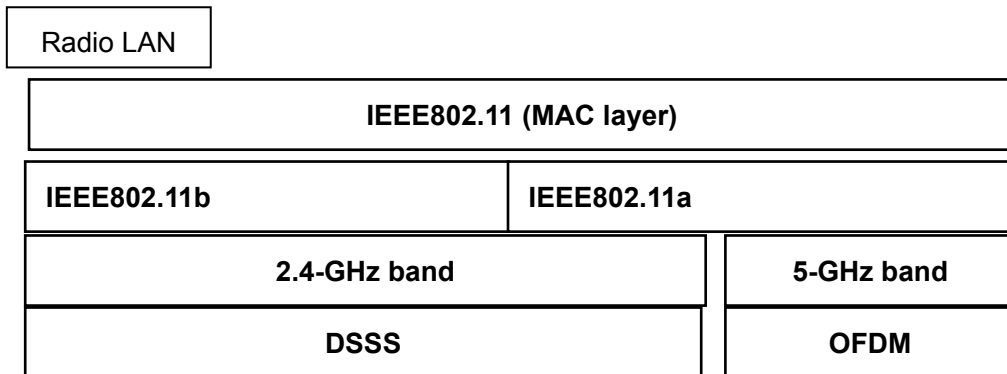 Radio LAN
IEEE802.11 (MAC layer)
IEEE802.11b IEEE802.11a
2.4-GHz band 5-GHz band
DSSS OFDM